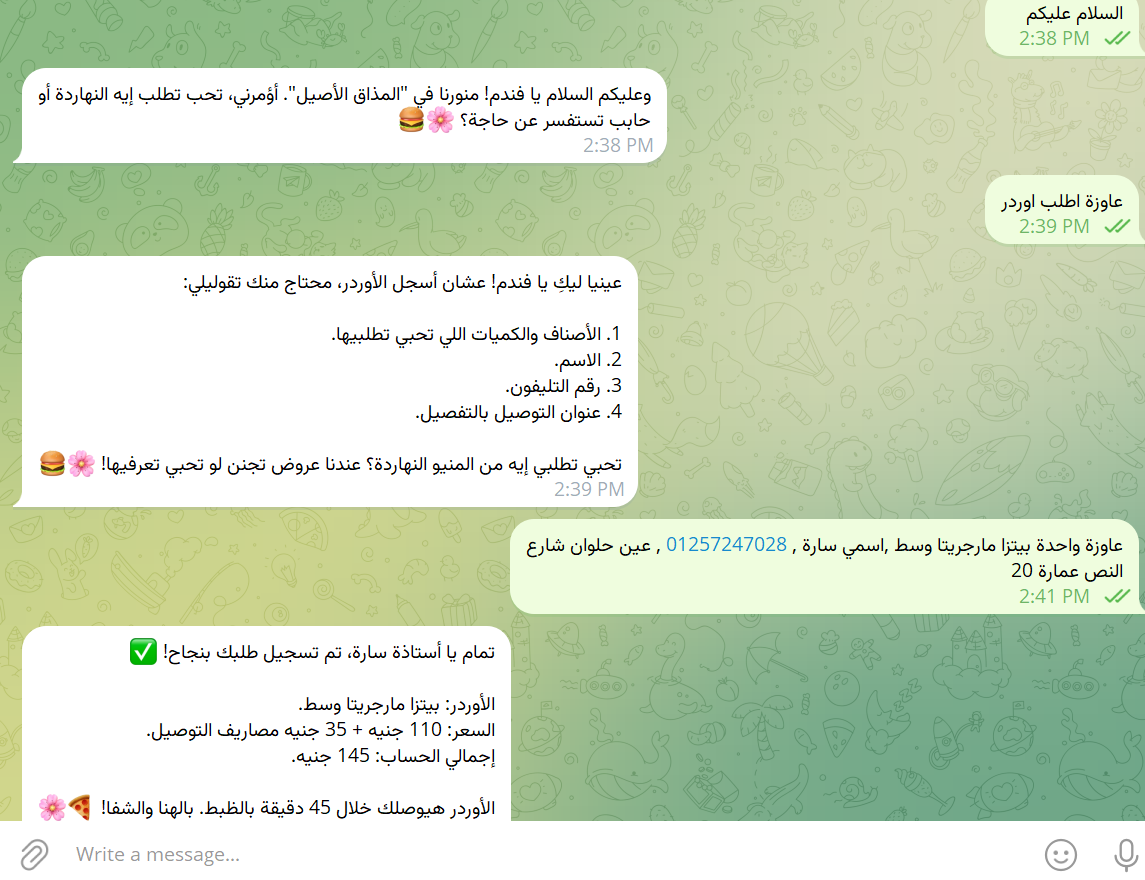 السلام عليكم
2:38 PM
وعليكم السلام يا فندم! منورنا في "المذاق الأصيل". أؤمرني، تحب تطلب إيه النهاردة أو
حابب تستفسر عن حاجة؟ 🌸🍔
2:38 PM
عاوزة اطلب اوردر
2:39 PM
عينيا ليكِ يا فندم! عشان أسجل الأوردر، محتاج منك تقوليلي:
1. الأصناف والكميات اللي تحبي تطلبيها.
2. الاسم.
3. رقم التليفون.
4. عنوان التوصيل بالتفصيل.
تحبي تطلبي إيه من المنيو النهاردة؟ عندنا عروض تجنن لو تحبي تعرفيها! 🌸🍔
2:39 PM
عاوزة واحدة بيتزا مارجريتا وسط ,اسمي سارة , 01257247028 , عين حلوان شارع
النص عمارة 20
2:41 PM
تمام يا أستاذة سارة، تم تسجيل طلبك بنجاح! ✅
الأوردر: بيتزا مارجريتا وسط.
السعر: 110 جنيه + 35 جنيه مصاريف التوصيل.
إجمالي الحساب: 145 جنيه.
الأوردر هيوصلك خلال 45 دقيقة بالظبط. بالهنا والشفا! 🍕🌸
Write a message...